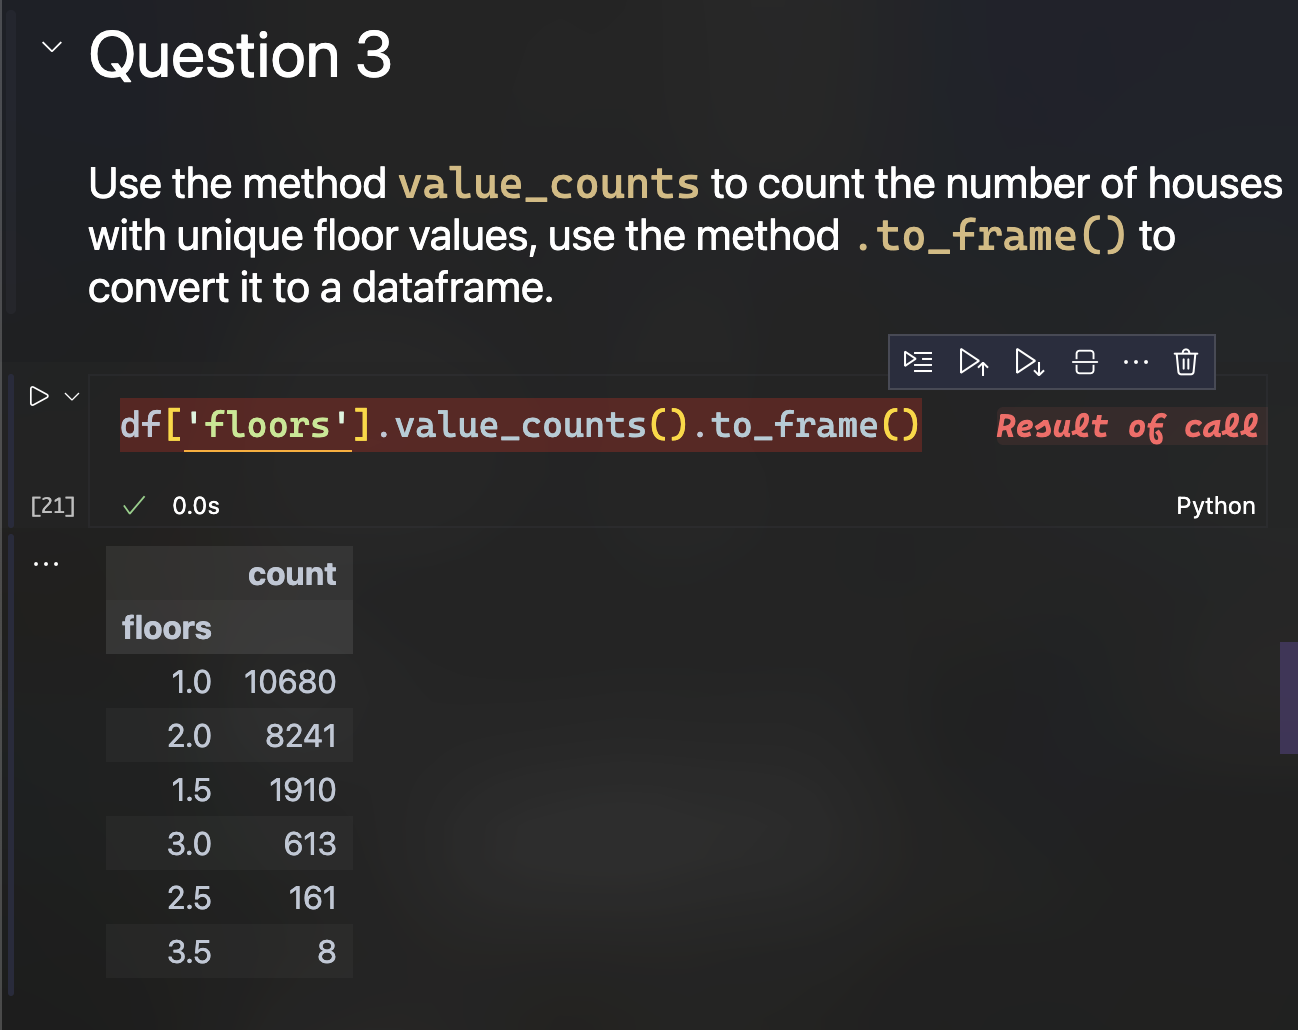 Question 3
Use the method value_counts to count the number of houses
with unique floor values, use the method .to_frame() to
convert it to a dataframe.
df['floors'].value_counts().to_frame() Result of call
[21] 0.0s Python
count
floors
1.0 10680
2.0 8241
1.5 1910
3.0 613
2.5 161
3.5 8